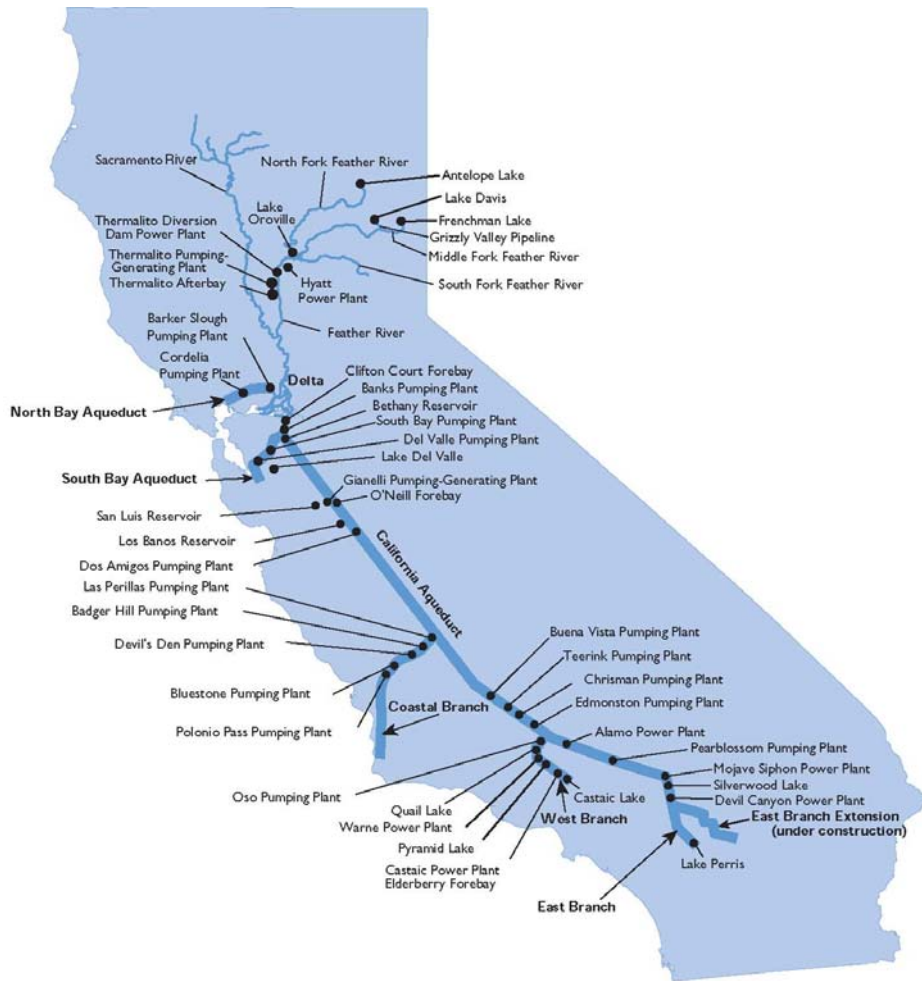 Sacramento River
North Fork Feather River
Antelope Lake
Lake Davis
Lake
Oroville
Frenchman Lake
Thermalito Diversion
Dam Power Plant
Grizzly Valley Pipeline
Middle Fork Feather River
Thermalito Pumping-
Generating Plant
Hyatt
Power Plant
South Fork Feather River
Thermalito Afterbay
Barker Slough
Pumping Plant
Feather River
Cordelia
Pumping Plant
Delta
Clifton Court Forebay
Banks Pumping Plant
North Bay Aqueduct
Bethany Reservoir
South Bay Pumping Plant
Del Valle Pumping Plant
Lake Del Valle
South Bay Aqueduct
Gianelli Pumping-Generating Plant
O'Neill Forebay
San Luis Reservoir
Los Banos Reservoir
Dos Amigos Pumping Plant
California Aqueduct
Las Perillas Pumping Plant
Badger Hill Pumping Plant
Devil's Den Pumping Plant
Buena Vista Pumping Plant
Teerink Pumping Plant
Chrisman Pumping Plant
Bluestone Pumping Plant
Edmonston Pumping Plant
Coastal Branch
Polonio Pass Pumping Plant
Alamo Power Plant
Pearblossom Pumping Plant
Mojave Siphon Power Plant
Silverwood Lake
Devil Canyon Power Plant
Oso Pumping Plant
Quail Lake
Castaic Lake
Warne Power Plant
West Branch
East Branch Extension
(under construction)
Pyramid Lake
Castaic Power Plant
Elderberry Forebay
Lake Perris
East Branch